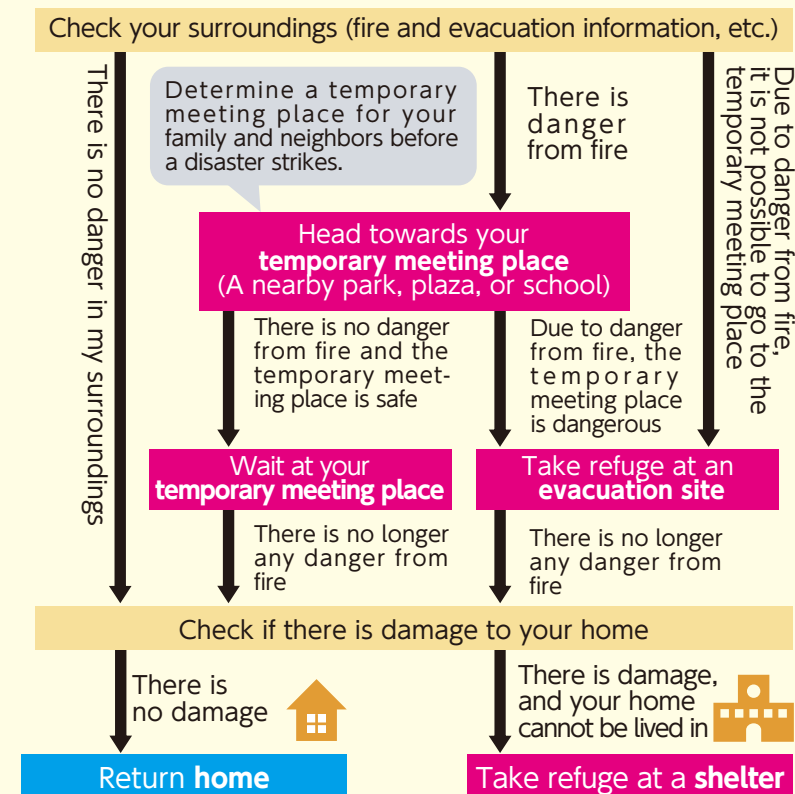 Check your surroundings (fire and evacuation information, etc.)
There is no danger in my surroundings
Determine a temporary
meeting place for your
family and neighbors before
a disaster strikes.
There is
danger
from fire
Due to danger from fire,
it is not possible to go to the
temporary meeting place
Head towards your
temporary meeting place
(A nearby park, plaza, or school)
There is no danger
from fire and the
temporary meet-
ing place is safe
Due to danger
from fire, the
temporary
meeting place
is dangerous
Wait at your
temporary meeting place
Take refuge at an
evacuation site
There is no longer
any danger from
fire
There is no longer
any danger from
fire
Check if there is damage to your home
There is
no damage
There is damage,
and your home
cannot be lived in
Return home
Take refuge at a shelter